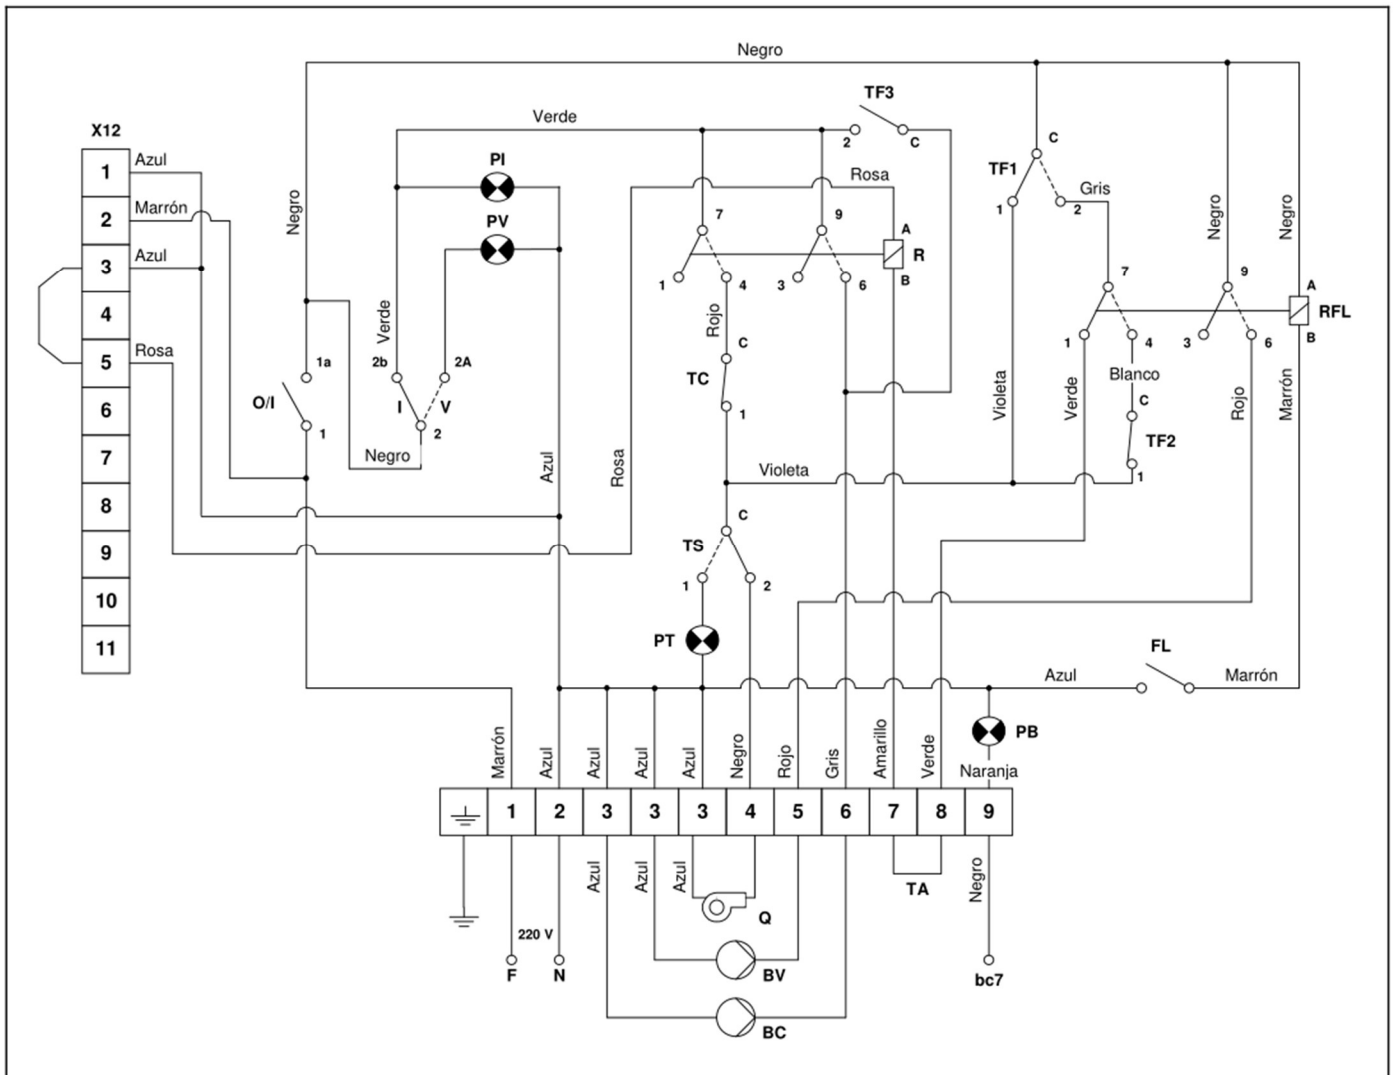 Negro
TF3
Verde
2
C
X12
1
Azul
PI
Rosa
C
TF1
Gris
1
2
2
Marrón
Negro
PV
7
9
A
R
B
Negro
Negro
3
Azul
1
4
3
6
7
9
A
RFL
B
4
Verde
Rojo
C
1
4
3
6
5
Rosa
1a
2b
2A
TC
1
Violeta
Verde
Blanco
C
Rojo
Marrón
O/I
1
I
V
2
TF2
1
6
7
Negro
Azul
Rosa
Violeta
8
C
TS
1
2
9
10
11
PT
FL
Azul
Marrón
PB
Marrón
Azul
Azul
Azul
Azul
Negro
Rojo
Gris
Amarillo
Verde
Naranja
1
2
3
3
3
4
5
6
7
8
9
Azul
Azul
Azul
TA
Negro
Q
220 V
F
N
BV
bc7
BC